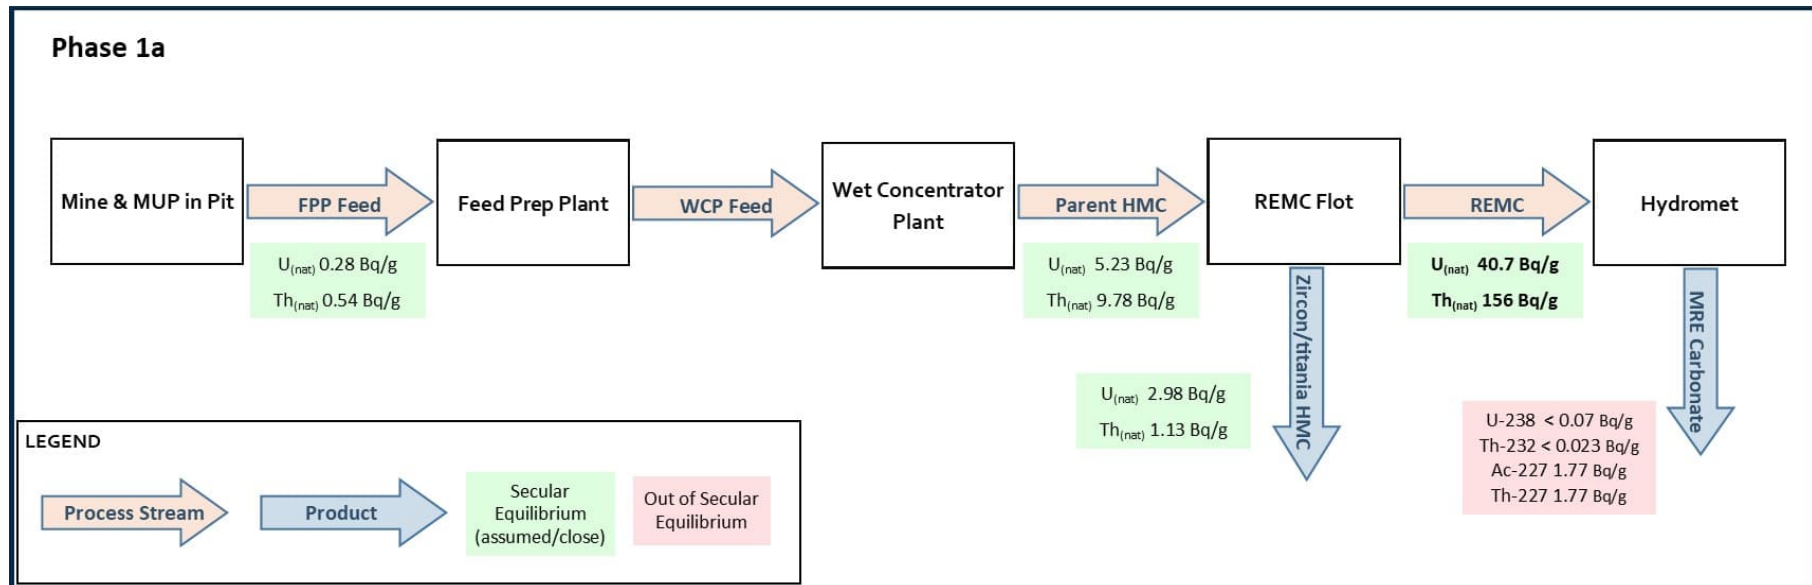 Phase 1a
Mine & MUP in Pit
FPP Feed
Feed Prep Plant
WCP Feed
Wet Concentrator
Plant
Parent HMC
REMC Flot
REMC
Hydromet
U(nat) 0.28 Bq/g
Th(nat) 0.54 Bq/g
U(nat) 5.23 Bq/g
Th(nat) 9.78 Bq/g
U(nat) 40.7 Bq/g
Th(nat) 156 Bq/g
Zircon/titania HMC
MRE Carbonate
U(nat) 2.98 Bq/g
Th(nat) 1.13 Bq/g
U-238 < 0.07 Bq/g
Th-232 < 0.023 Bq/g
Ac-227 1.77 Bq/g
Th-227 1.77 Bq/g
LEGEND
Process Stream
Product
Secular
Equilibrium
(assumed/close)
Out of Secular
Equilibrium